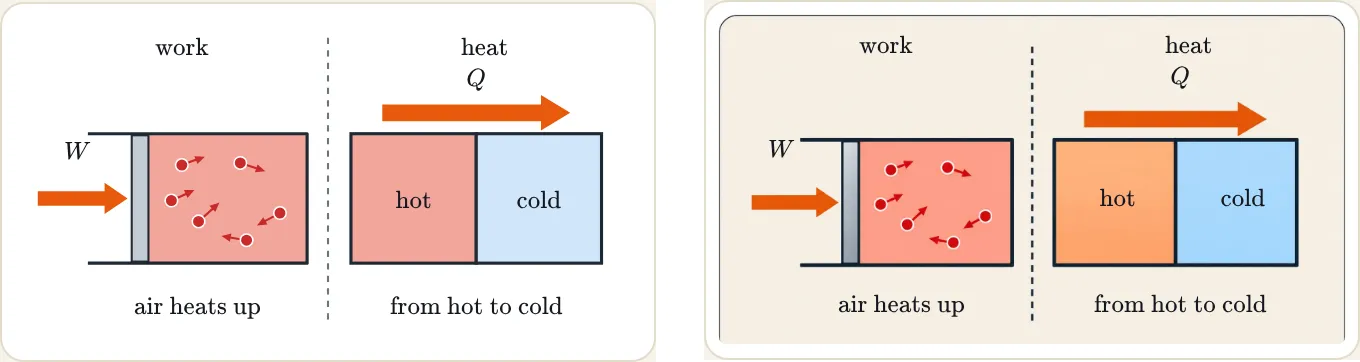 work
heat
Q
W
hot
cold
air heats up
from hot to cold
work
heat
Q
W
hot
cold
air heats up
from hot to cold